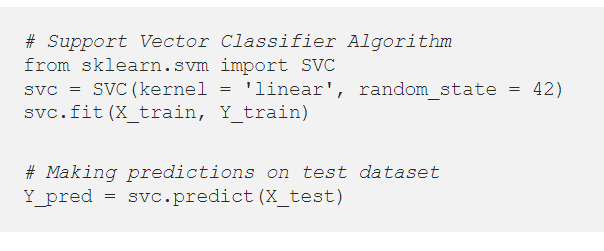 # Support Vector Classifier Algorithm
from sklearn.svm import SVC
svc = SVC(kernel = 'linear', random_state = 42)
svc.fit(X_train, Y_train)
# Making predictions on test dataset
Y_pred = svc.predict(X_test)